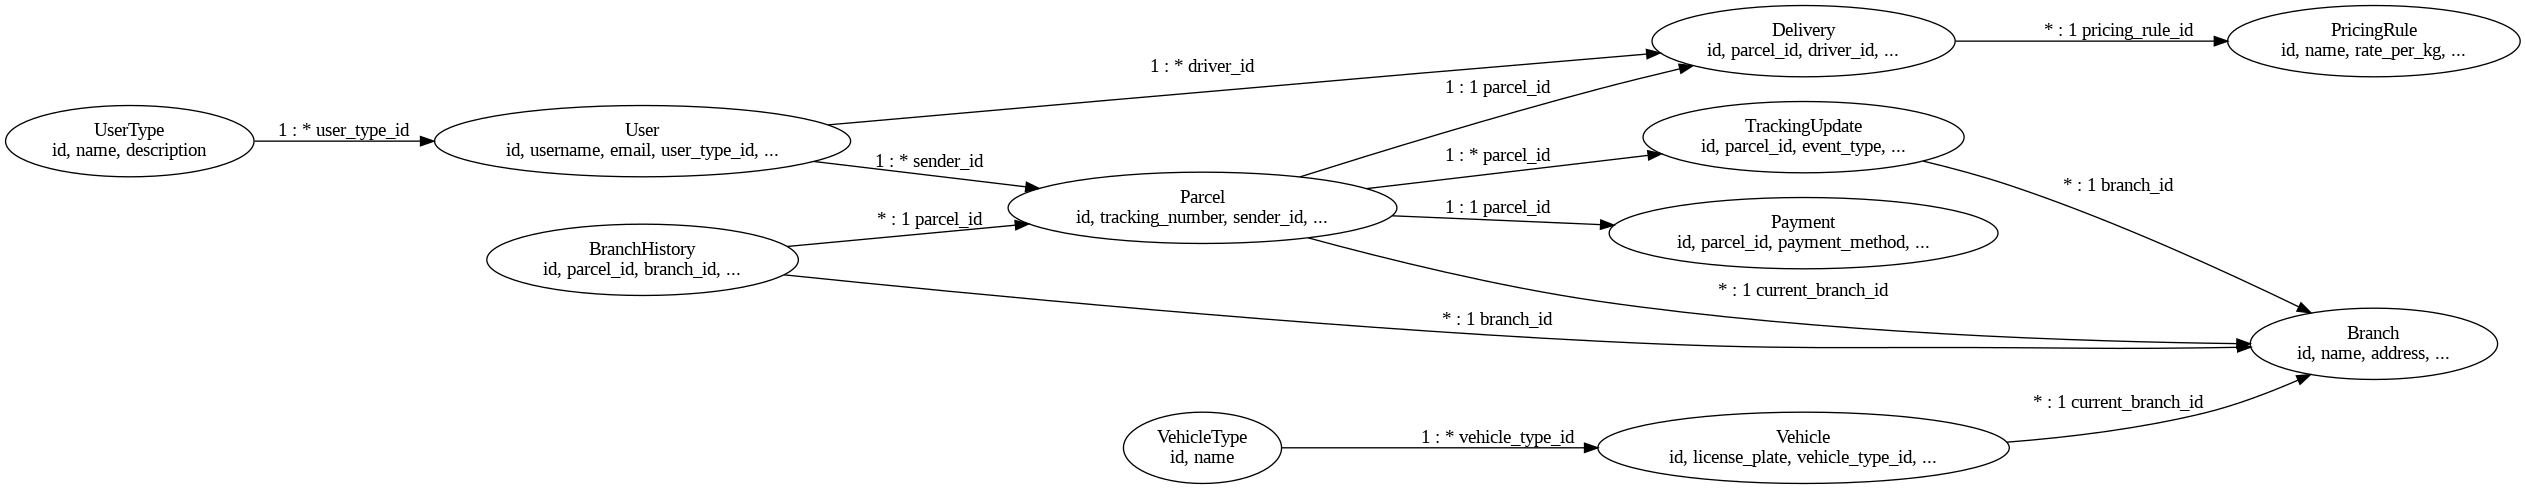 Delivery
id, parcel_id, driver_id, ...
* : 1 pricing_rule_id
PricingRule
id, name, rate_per_kg, ...
1 : * driver_id
1 : 1 parcel_id
UserType
id, name, description
1 : * user_type_id
User
id, username, email, user_type_id, ...
TrackingUpdate
id, parcel_id, event_type, ...
1 : * sender_id
1 : * parcel_id
* : 1 branch_id
Parcel
id, tracking_number, sender_id, ...
* : 1 parcel_id
1 : 1 parcel_id
Payment
id, parcel_id, payment_method, ...
BranchHistory
id, parcel_id, branch_id, ...
* : 1 current_branch_id
* : 1 branch_id
Branch
id, name, address, ...
* : 1 current_branch_id
VehicleType
id, name
1 : * vehicle_type_id
Vehicle
id, license_plate, vehicle_type_id, ...